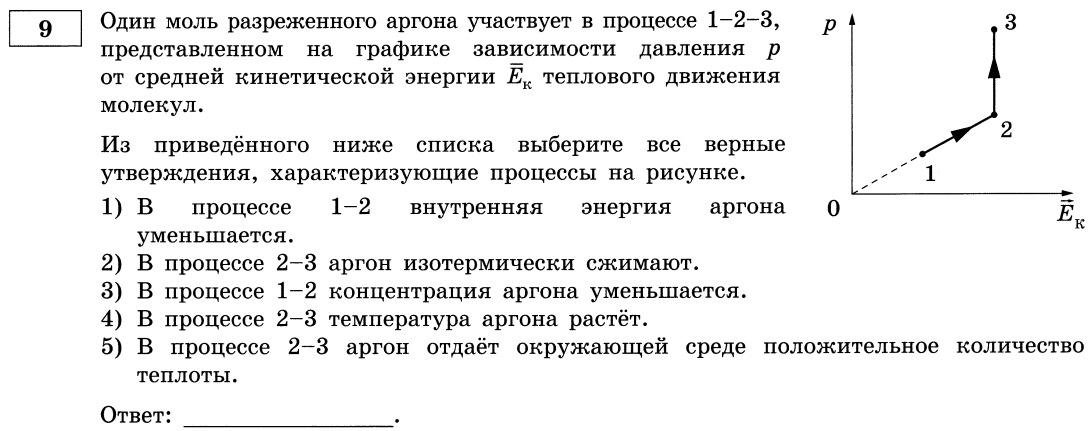 9
Один моль разреженного аргона участвует в процессе 1–2–3,
представленном на графике зависимости давления p
от средней кинетической энергии E̅к теплового движения
молекул.
Из приведённого ниже списка выберите все верные
утверждения, характеризующие процессы на рисунке.
1) В процессе 1–2 внутренняя энергия аргона
уменьшается.
2) В процессе 2–3 аргон изотермически сжимают.
3) В процессе 1–2 концентрация аргона уменьшается.
4) В процессе 2–3 температура аргона растёт.
5) В процессе 2–3 аргон отдаёт окружающей среде положительное количество
теплоты.
Ответ: ____________________.
p
3
2
1
0
E̅к